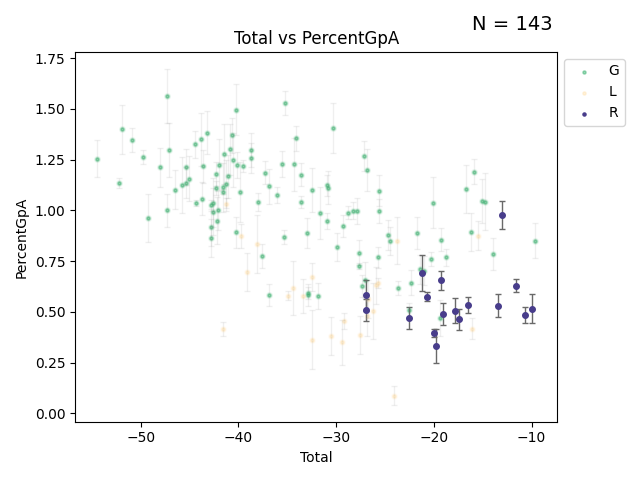 N = 143
Total vs PercentGpA
1.75
1.50
1.25
1.00
0.75
0.50
0.25
0.00
PercentGpA
−50
−40
−30
−20
−10
Total
G
L
R